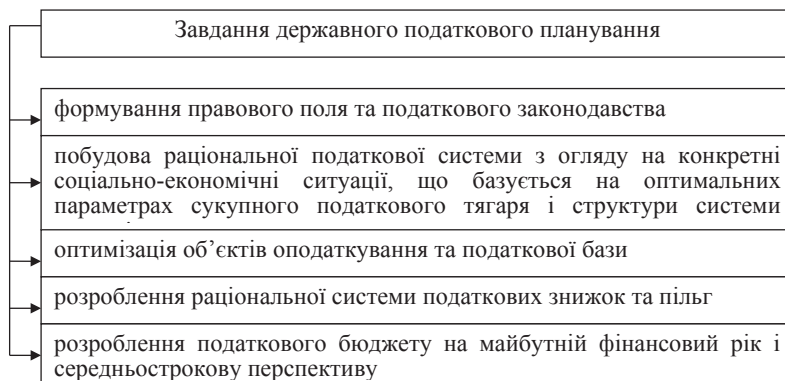 Завдання державного податкового планування
формування правового поля та податкового законодавства
побудова раціональної податкової системи з огляду на конкретні
соціально-економічні ситуації, що базується на оптимальних
параметрах сукупного податкового тягаря і структури системи
оптимізація об’єктів оподаткування та податкової бази
розроблення раціональної системи податкових знижок та пільг
розроблення податкового бюджету на майбутній фінансовий рік і
середньострокову перспективу